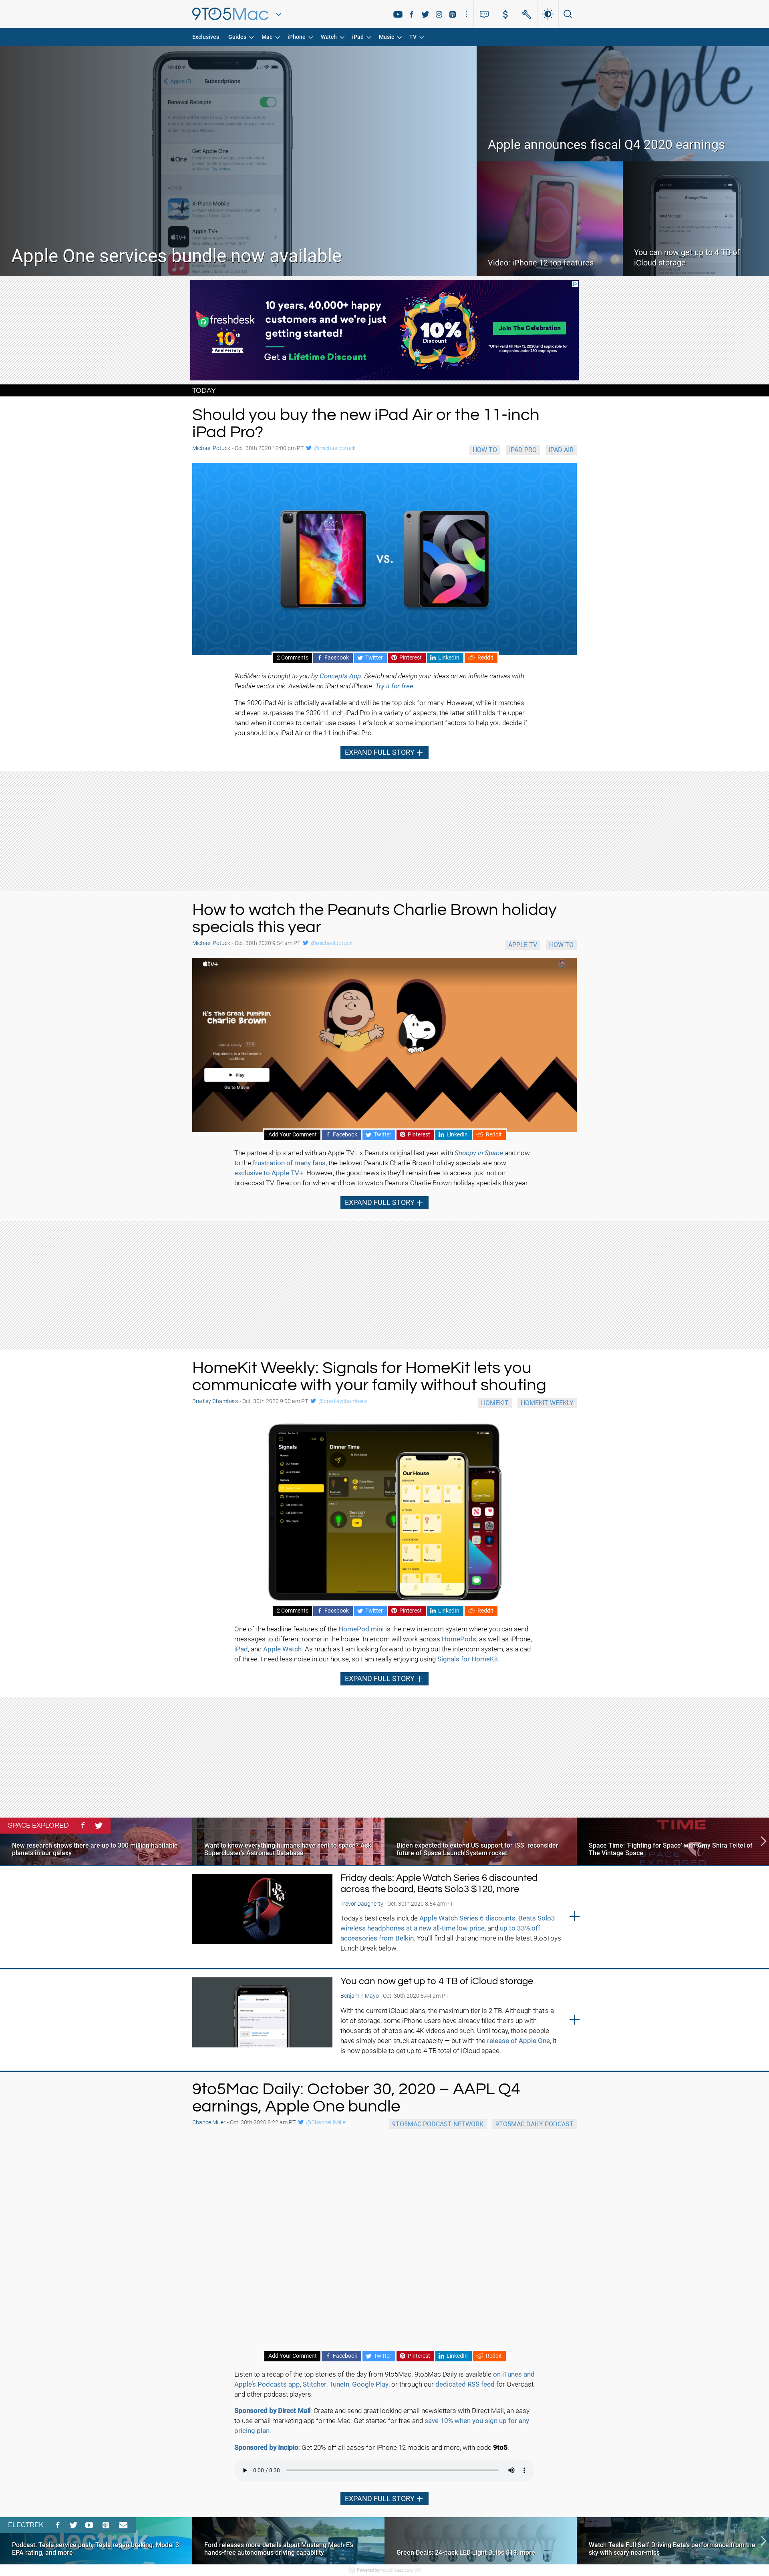 9TO5Mac
Exclusives Guides Mac iPhone Watch iPad Music TV
Apple One services bundle now available
Apple announces fiscal Q4 2020 earnings
Video: iPhone 12 top features
You can now get up to 4 TB of
iCloud storage
Apple ID Subscriptions
Renewal Receipts
Get Apple One
X-Plane Mobile
Apple TV+
freshdesk
10th
Anniversary
10 years, 40,000+ happy
customers and we're just
getting started!
Get a Lifetime Discount
10%
Discount
Join The Celebration
*Offer valid till Nov 13, 2020 and applicable for
companies under 250 employees
TODAY
Should you buy the new iPad Air or the 11-inch
iPad Pro?
Michael Potuck - Oct. 30th 2020 12:00 pm PT @michaelpotuck
HOW TO IPAD PRO IPAD AIR
VS.
2 Comments Facebook Twitter Pinterest LinkedIn Reddit
9to5Mac is brought to you by Concepts App. Sketch and design your ideas on an infinite canvas with
flexible vector ink. Available on iPad and iPhone. Try it for free.
The 2020 iPad Air is officially available and will be the top pick for many. However, while it matches
and even surpasses the 2020 11-inch iPad Pro in a variety of aspects, the latter still holds the upper
hand when it comes to certain use cases. Let's look at some important factors to help you decide if
you should buy iPad Air or the 11-inch iPad Pro.
EXPAND FULL STORY
How to watch the Peanuts Charlie Brown holiday
specials this year
Michael Potuck - Oct. 30th 2020 9:54 am PT @michaelpotuck
APPLE TV HOW TO
tv+
It's the Great Pumpkin
Charlie Brown
Kids & Family
Happiness is a Halloween
tradition.
Play
Go to Movie
Add Your Comment Facebook Twitter Pinterest LinkedIn Reddit
The partnership started with an Apple TV+ x Peanuts original last year with Snoopy in Space and now
to the frustration of many fans, the beloved Peanuts Charlie Brown holiday specials are now
exclusive to Apple TV+. However, the good news is they'll remain free to access, just not on
broadcast TV. Read on for when and how to watch Peanuts Charlie Brown holiday specials this year.
EXPAND FULL STORY
HomeKit Weekly: Signals for HomeKit lets you
communicate with your family without shouting
Bradley Chambers - Oct. 30th 2020 9:00 am PT @bradleychambers
HOMEKIT HOMEKIT WEEKLY
Signals
Dinner Time
Our House
2 Comments Facebook Twitter Pinterest LinkedIn Reddit
One of the headline features of the HomePod mini is the new intercom system where you can send
messages to different rooms in the house. Intercom will work across HomePods, as well as iPhone,
iPad, and Apple Watch. As much as I am looking forward to trying out the intercom system, as a dad
of three, I need less noise in our house, so I am really enjoying using Signals for HomeKit.
EXPAND FULL STORY
SPACE EXPLORED
New research shows there are up to 300 million habitable
planets in our galaxy
Want to know everything humans have sent to space? Ask
Supercluster's Astronaut Database
Biden expected to extend US support for ISS, reconsider
future of Space Launch System rocket
TIME
Space Time: 'Fighting for Space' with Amy Shira Teitel of
The Vintage Space
Friday deals: Apple Watch Series 6 discounted
across the board, Beats Solo3 $120, more
Trevor Daugherty - Oct. 30th 2020 8:54 am PT
Today's best deals include Apple Watch Series 6 discounts, Beats Solo3
wireless headphones at a new all-time low price, and up to 33% off
accessories from Belkin. You'll find all that and more in the latest 9to5Toys
Lunch Break below.
You can now get up to 4 TB of iCloud storage
Benjamin Mayo - Oct. 30th 2020 8:44 am PT
With the current iCloud plans, the maximum tier is 2 TB. Although that's a
lot of storage, some iPhone users have already filled theirs up with
thousands of photos and 4K videos and such. Until today, those people
have simply been stuck at capacity — but with the release of Apple One, it
is now possible to get up to 4 TB total of iCloud space.
9to5Mac Daily: October 30, 2020 – AAPL Q4
earnings, Apple One bundle
Chance Miller - Oct. 30th 2020 8:22 am PT @ChanceHMiller
9TO5MAC PODCAST NETWORK 9TO5MAC DAILY PODCAST
Add Your Comment Facebook Twitter Pinterest LinkedIn Reddit
Listen to a recap of the top stories of the day from 9to5Mac. 9to5Mac Daily is available on iTunes and
Apple's Podcasts app, Stitcher, TuneIn, Google Play, or through our dedicated RSS feed for Overcast
and other podcast players.
Sponsored by Direct Mail: Create and send great looking email newsletters with Direct Mail, an easy
to use email marketing app for the Mac. Get started for free and save 10% when you sign up for any
pricing plan.
Sponsored by Incipio: Get 20% off all cases for iPhone 12 models and more, with code 9to5.
0:00 / 8:38
EXPAND FULL STORY
ELECTREK
Podcast: Tesla service push, Tesla regen braking, Model 3
EPA rating, and more
Ford releases more details about Mustang Mach-E's
hands-free autonomous driving capability
Green Deals: 24-pack LED Light Bulbs $18, more
Watch Tesla Full Self-Driving Beta's performance from the
sky with scary near-miss